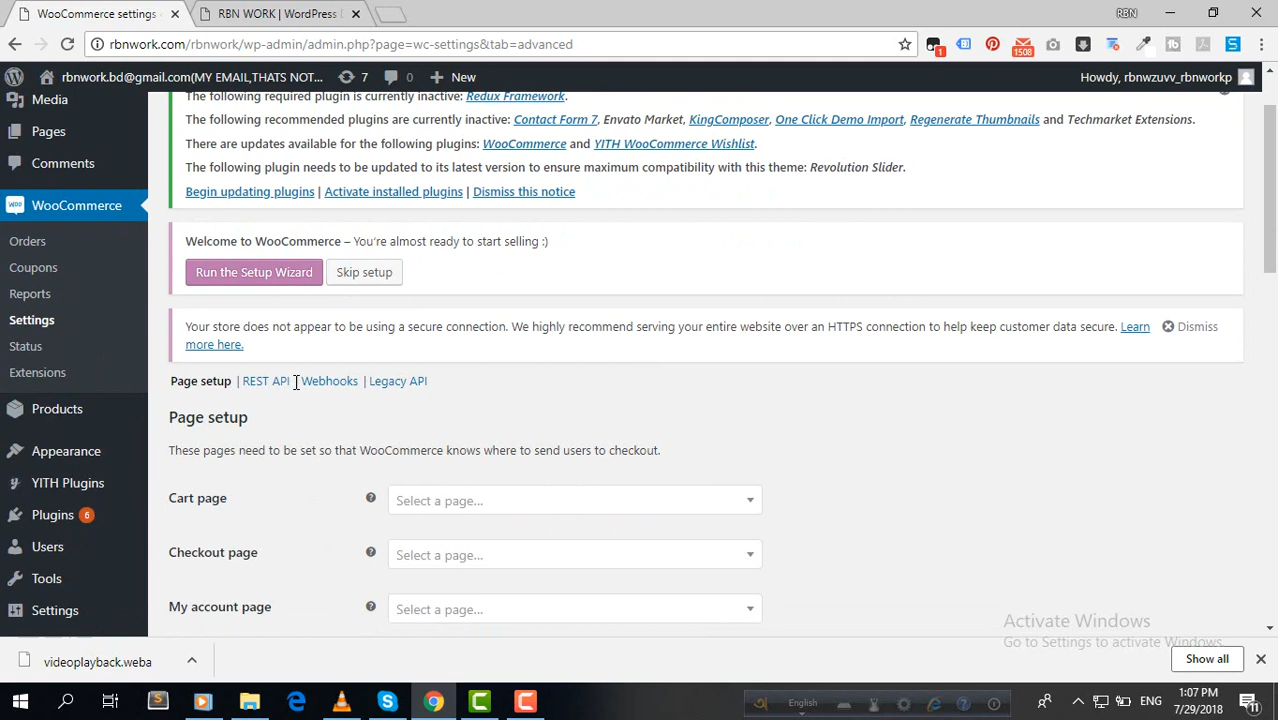 WooCommerce settings
RBN WORK | WordPress D
RBN
rbnwork.com/rbnwork/wp-admin/admin.php?page=wc-settings&tab=advanced
1
1508
rbnwork.bd@gmail.com(MY EMAIL,THATS NOT...
7
0
New
Howdy, rbnwzuvv_rbnworkp
Media
Pages
Comments
WooCommerce
Orders
Coupons
Reports
Settings
Status
Extensions
Products
Appearance
YITH Plugins
Plugins 6
Users
Tools
Settings
The following required plugin is currently inactive: Redux Framework.
The following recommended plugins are currently inactive: Contact Form 7, Envato Market, KingComposer, One Click Demo Import, Regenerate Thumbnails and Techmarket Extensions.
There are updates available for the following plugins: WooCommerce and YITH WooCommerce Wishlist.
The following plugin needs to be updated to its latest version to ensure maximum compatibility with this theme: Revolution Slider.
Begin updating plugins | Activate installed plugins | Dismiss this notice
Welcome to WooCommerce – You're almost ready to start selling :)
Run the Setup Wizard
Skip setup
Your store does not appear to be using a secure connection. We highly recommend serving your entire website over an HTTPS connection to help keep customer data secure. Learn
more here.
Dismiss
Page setup | REST API Webhooks | Legacy API
Page setup
These pages need to be set so that WooCommerce knows where to send users to checkout.
Cart page
Select a page...
Checkout page
Select a page...
My account page
Select a page...
Activate Windows
Go to Settings to activate Windows.
videoplayback.weba
Show all
English
ENG
1:07 PM
7/29/2018
11